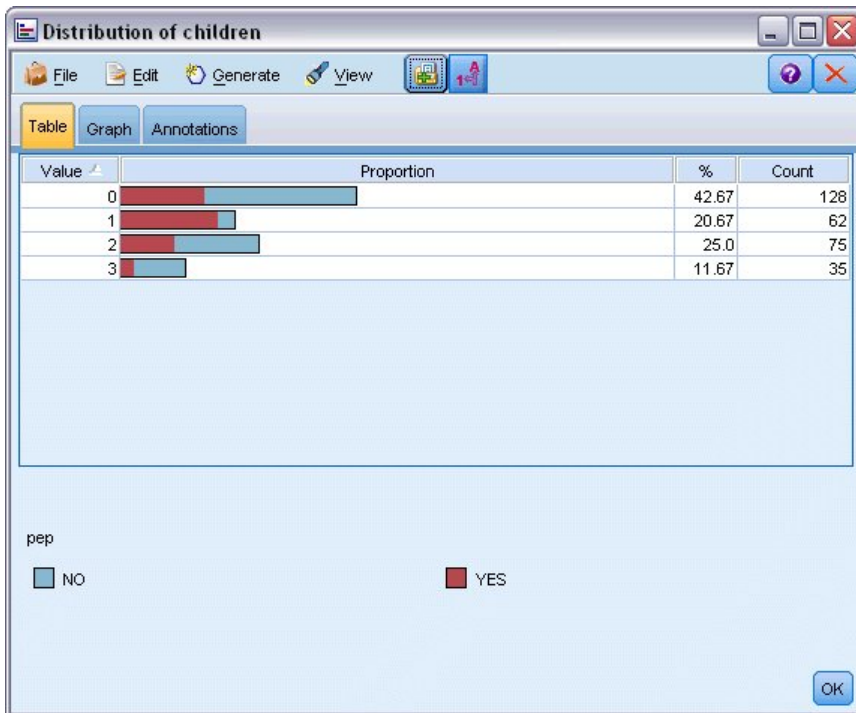 Distribution of children
File Edit Generate View
Table Graph Annotations
Value Proportion % Count
0 42.67 128
1 20.67 62
2 25.0 75
3 11.67 35
pep
NO YES
OK